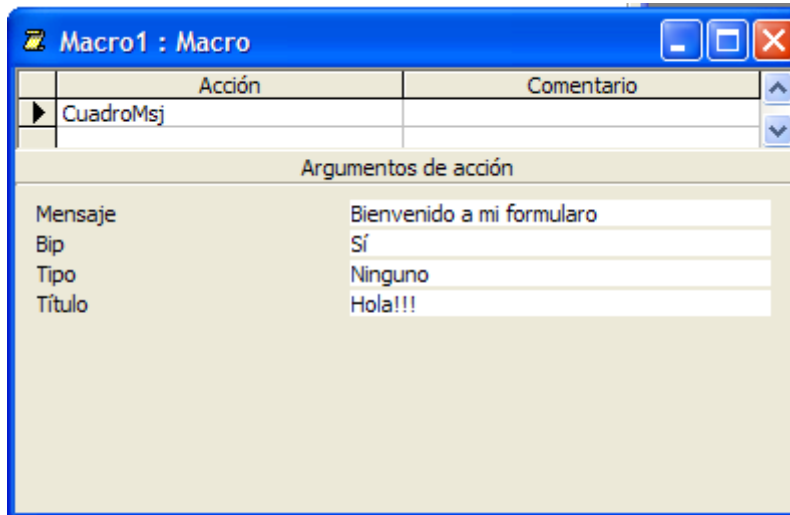 Macro1 : Macro
Acción Comentario
CuadroMsj
Argumentos de acción
Mensaje Bienvenido a mi formularo
Bip Sí
Tipo Ninguno
Título Hola!!!